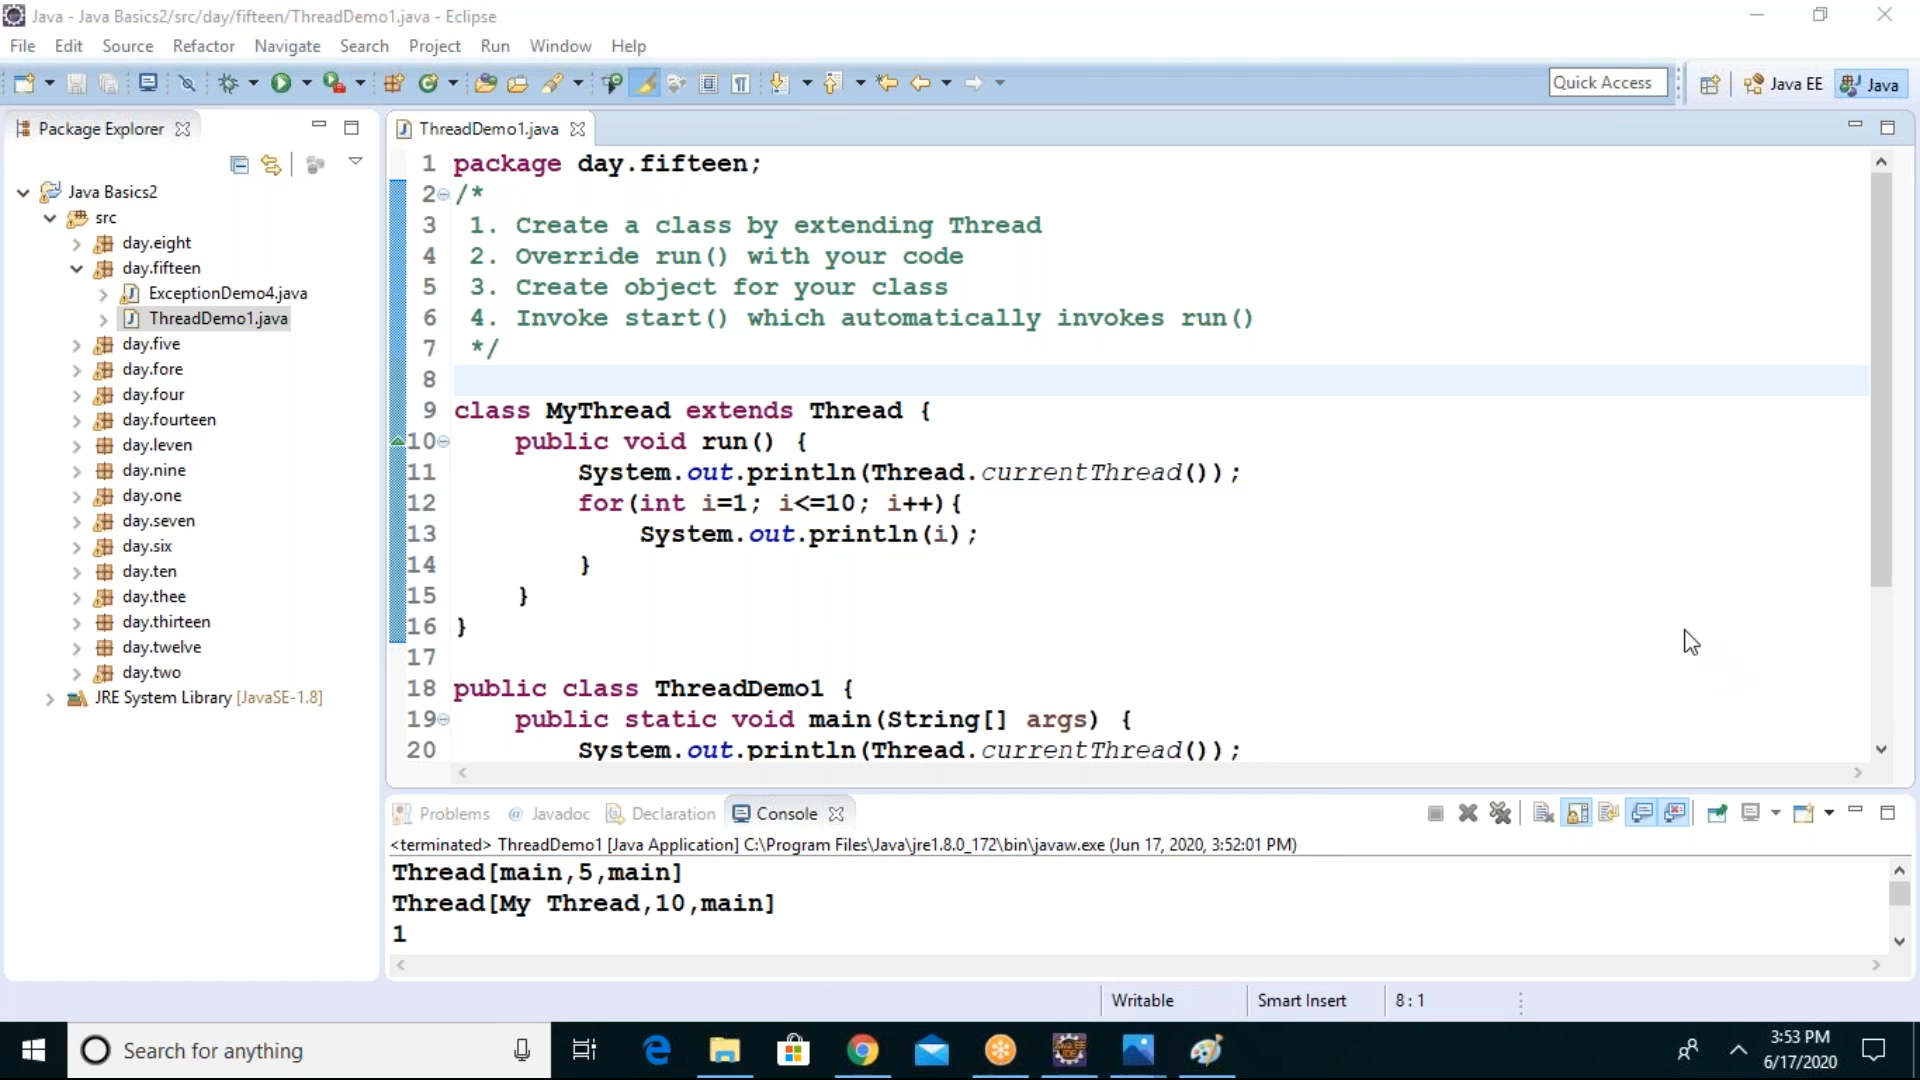 Java - Java Basics2/src/day/fifteen/ThreadDemo1.java - Eclipse
File Edit Source Refactor Navigate Search Project Run Window Help
Quick Access Java EE Java
Package Explorer
Java Basics2
src
day.eight
day.fifteen
ExceptionDemo4.java
ThreadDemo1.java
day.five
day.fore
day.four
day.fourteen
day.leven
day.nine
day.one
day.seven
day.six
day.ten
day.thee
day.thirteen
day.twelve
day.two
JRE System Library [JavaSE-1.8]
ThreadDemo1.java
1 package day.fifteen;
2 /*
3 1. Create a class by extending Thread
4 2. Override run() with your code
5 3. Create object for your class
6 4. Invoke start() which automatically invokes run()
7 */
8
9 class MyThread extends Thread {
10 public void run() {
11 System.out.println(Thread.currentThread());
12 for(int i=1; i<=10; i++){
13 System.out.println(i);
14 }
15 }
16 }
17
18 public class ThreadDemo1 {
19 public static void main(String[] args) {
20 System.out.println(Thread.currentThread());
Problems Javadoc Declaration Console
<terminated> ThreadDemo1 [Java Application] C:\Program Files\Java\jre1.8.0_172\bin\javaw.exe (Jun 17, 2020, 3:52:01 PM)
Thread[main,5,main]
Thread[My Thread,10,main]
1
Writable Smart Insert 8 : 1
Search for anything
3:53 PM
6/17/2020